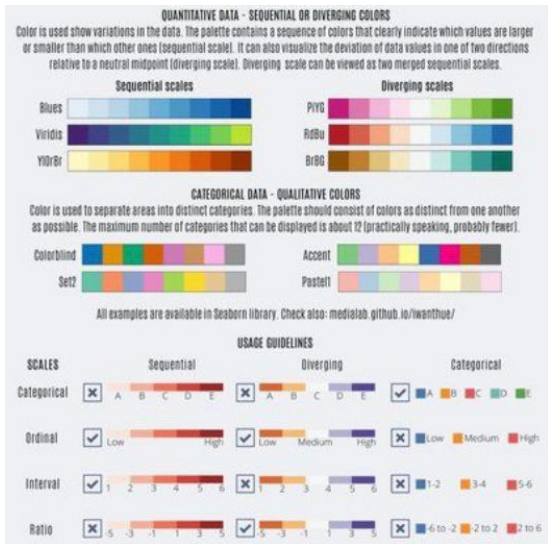 QUANTITATIVE DATA - SEQUENTIAL OR DIVERGING COLORS
Color is used show variations in the data. The palette contains a sequence of colors that clearly indicate which values are larger
or smaller than which other ones (sequential scale). It can also visualize the deviation of data values in one of two directions
relative to a neutral midpoint (diverging scale). Diverging scale can be viewed as two merged sequential scales.
Sequential scales Diverging scales
Blues PiYG
Viridis RdBu
YlOrBr BrBG
CATEGORICAL DATA - QUALITATIVE COLORS
Color is used to separate areas into distinct categories. The palette should consist of colors as distinct from one another
as possible. The maximum number of categories that can be displayed is about 12 (practically speaking, probably fewer).
Colorblind Accent
Set2 Pastel1
All examples are available in Seaborn library. Check also: medialab.github.io/iwanthue/
USAGE GUIDELINES
SCALES Sequential Diverging Categorical
Categorical A B C D E A B C D E A B C D E
Ordinal Low High Low Medium High Low Medium High
Interval 1 2 3 4 5 6 1 2 3 4 5 6 1-2 3-4 5-6
Ratio -5 -3 -1 1 3 5 -5 -3 -1 1 3 5 -6 to -2 -2 to 2 2 to 6